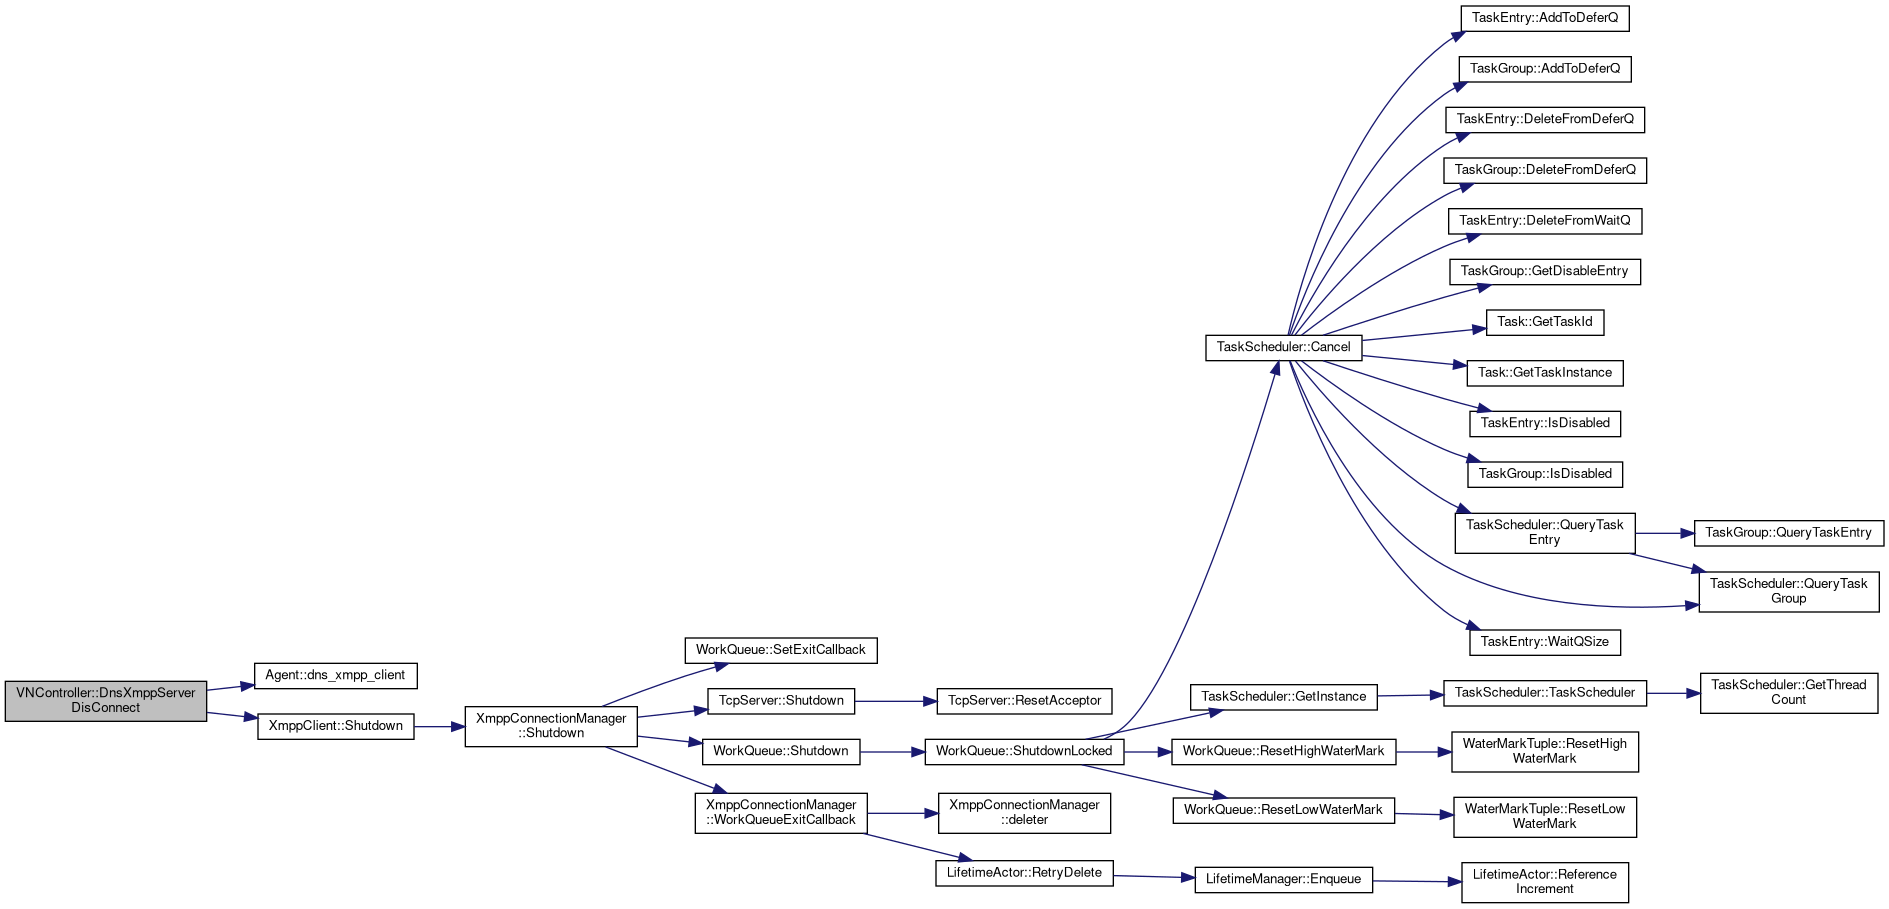 TaskEntry::AddToDeferQ
TaskGroup::AddToDeferQ
TaskEntry::DeleteFromDeferQ
TaskGroup::DeleteFromDeferQ
TaskEntry::DeleteFromWaitQ
TaskGroup::GetDisableEntry
Task::GetTaskId
TaskScheduler::Cancel
Task::GetTaskInstance
TaskEntry::IsDisabled
TaskGroup::IsDisabled
TaskScheduler::QueryTask
Entry
TaskGroup::QueryTaskEntry
TaskScheduler::QueryTask
Group
TaskEntry::WaitQSize
WorkQueue::SetExitCallback
Agent::dns_xmpp_client
VNController::DnsXmppServer
DisConnect
XmppClient::Shutdown
XmppConnectionManager
::Shutdown
TcpServer::Shutdown
TcpServer::ResetAcceptor
TaskScheduler::GetInstance
TaskScheduler::TaskScheduler
TaskScheduler::GetThread
Count
WorkQueue::Shutdown
WorkQueue::ShutdownLocked
WorkQueue::ResetHighWaterMark
WaterMarkTuple::ResetHigh
WaterMark
XmppConnectionManager
::WorkQueueExitCallback
XmppConnectionManager
::deleter
WorkQueue::ResetLowWaterMark
WaterMarkTuple::ResetLow
WaterMark
LifetimeActor::RetryDelete
LifetimeManager::Enqueue
LifetimeActor::Reference
Increment